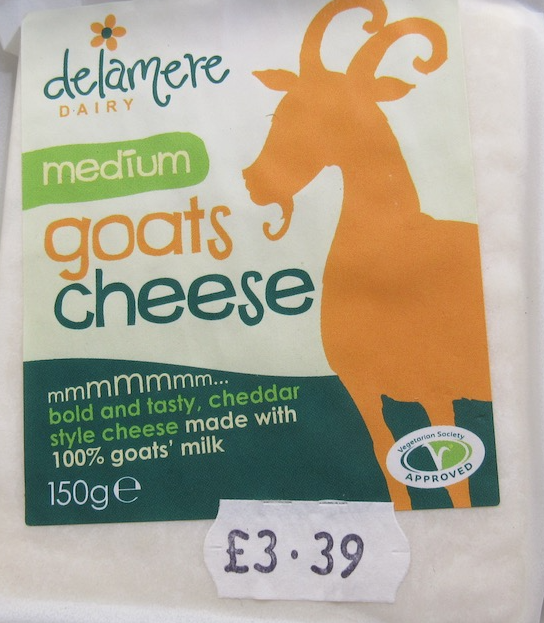 delamere
DAIRY
medium
goats
cheese
mmmmmmm...
bold and tasty, cheddar
style cheese made with
100% goats' milk
150g e
Vegetarian Society
APPROVED
£3.39